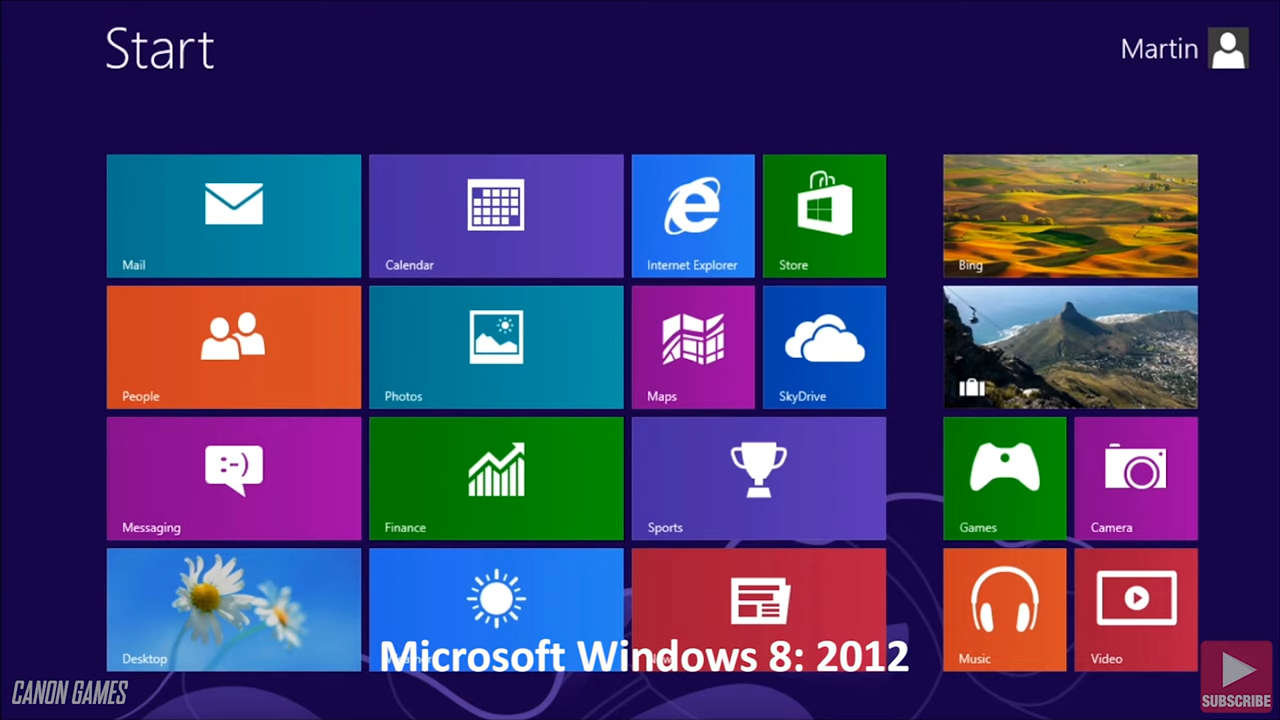 Start
Martin
Mail
Calendar
Internet Explorer
Store
Bing
People
Photos
Maps
SkyDrive
Messaging
:-)
Finance
Sports
Games
Camera
Desktop
Music
Video
Microsoft Windows 8: 2012
CANON GAMES
SUBSCRIBE